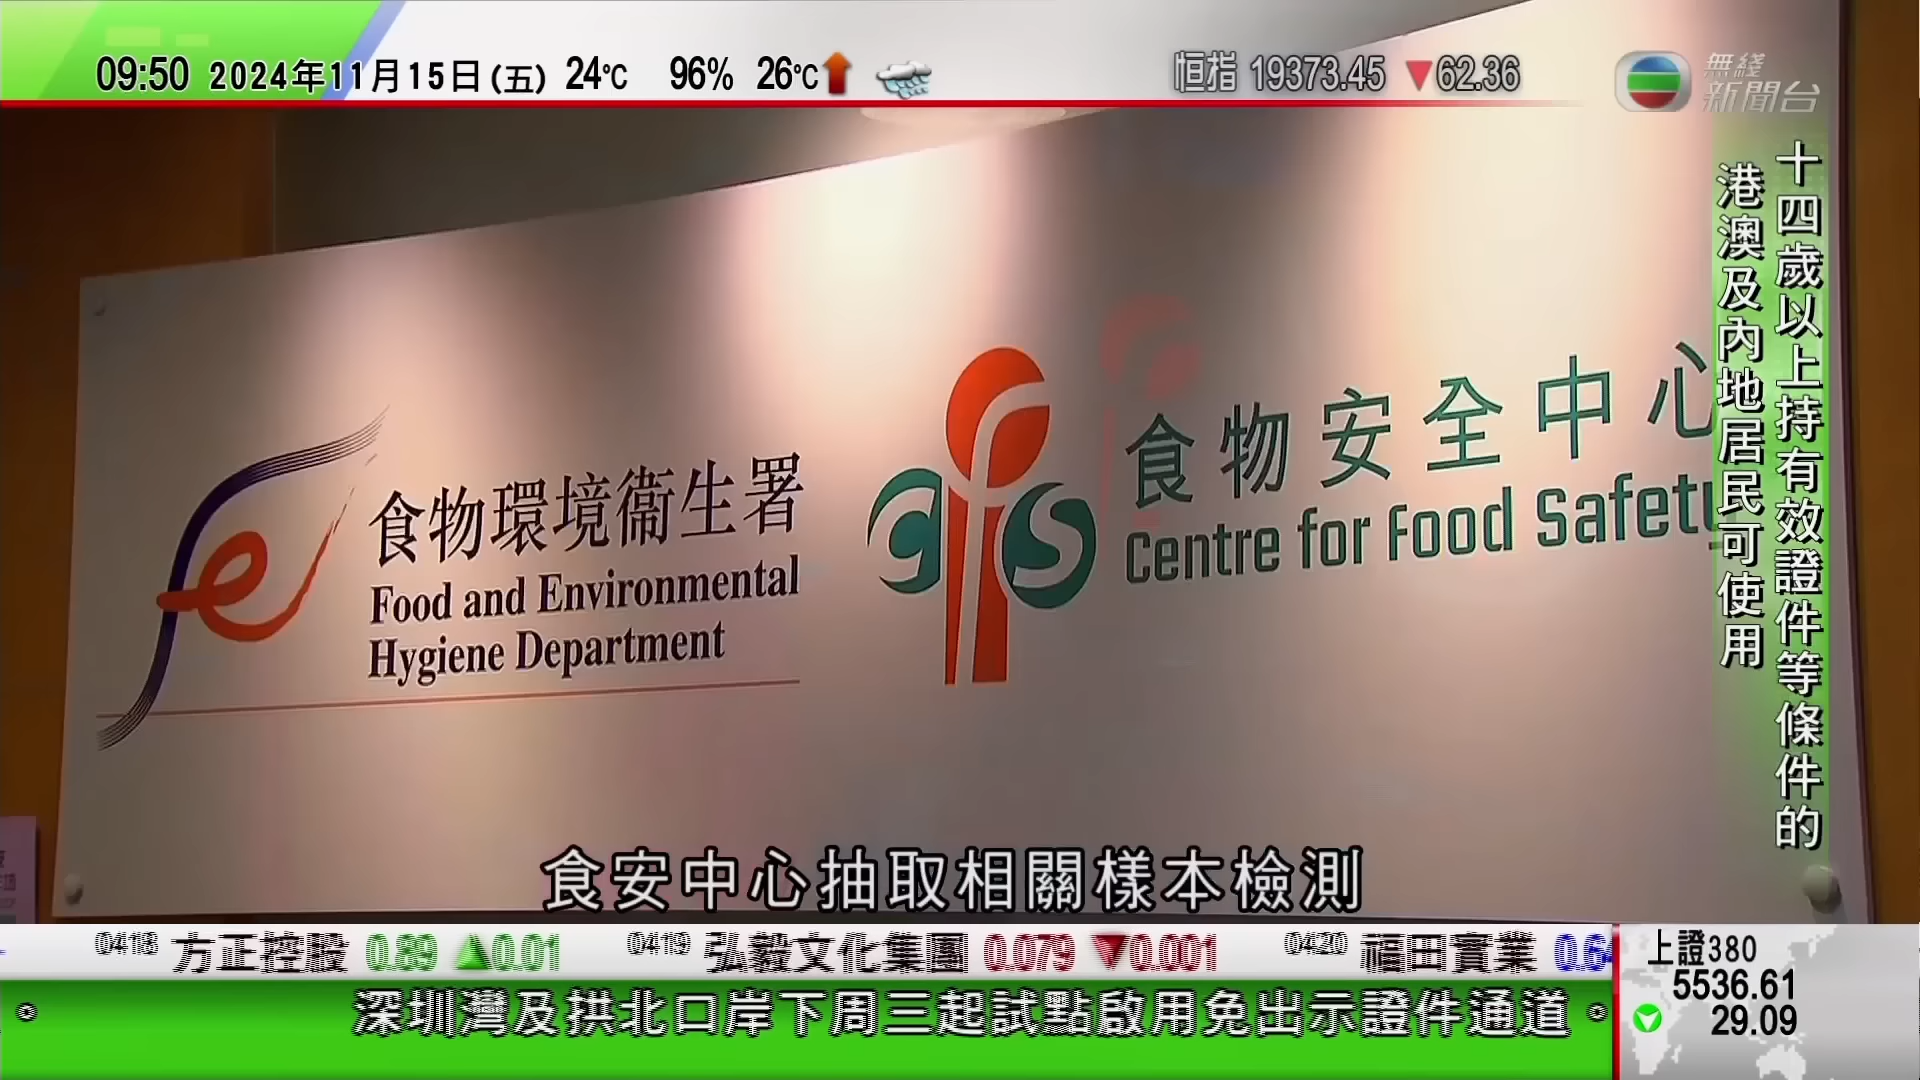 09:50 2024年11月15日(五) 24℃ 96% 26℃
恒指 19373.45 ▼62.36
無綫
新聞台
十四歲以上持有效證件等條件的
港澳及內地居民可使用
食物環境衞生署
Food and Environmental
Hygiene Department
cfs
食物安全中心
Centre for Food Safety
食安中心抽取相關樣本檢測
0418 方正控股 0.89 ▲0.01 0419 弘毅文化集團 0.079 ▼0.001 0420 福田實業 0.64
上證380
5536.61
29.09
。 深圳灣及拱北口岸下周三起試點啟用免出示證件通道。